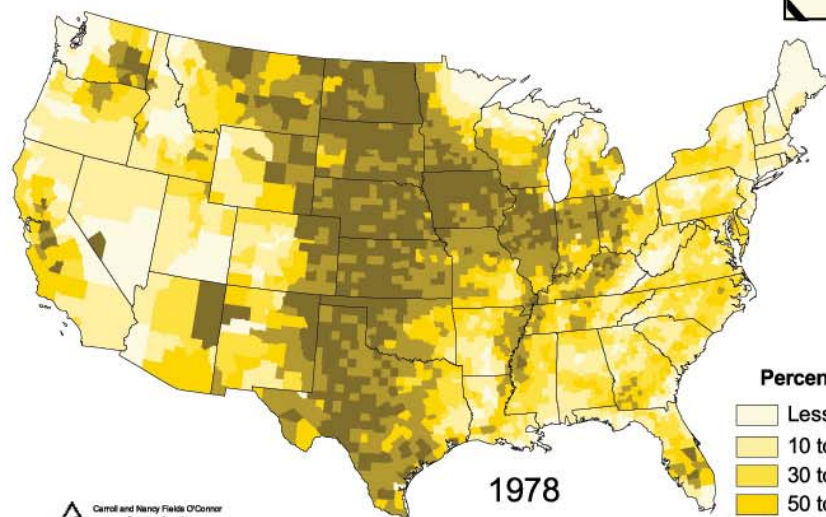 Percen
Less
10 to
30 to
50 to
1978
Carroll and Nancy Fields O'Connor